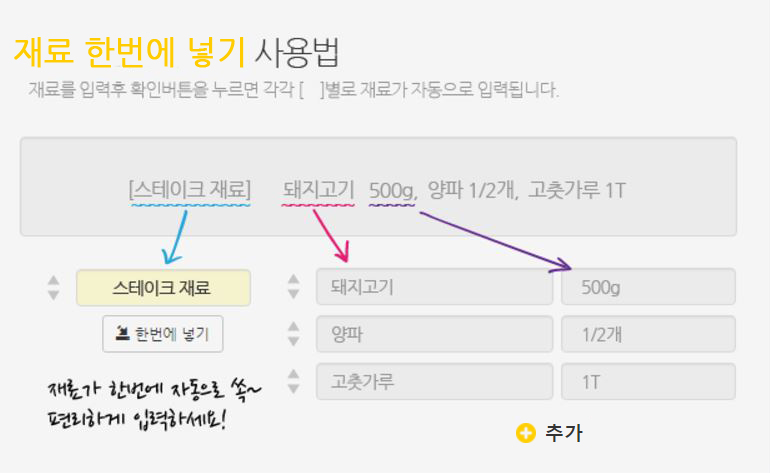 재료 한번에 넣기 사용법
재료를 입력후 확인버튼을 누르면 각각 [ ]별로 재료가 자동으로 입력됩니다.
[스테이크 재료] 돼지고기 500g, 양파 1/2개, 고춧가루 1T
스테이크 재료 돼지고기 500g
한번에 넣기 양파 1/2개
재료가 한번에 자동으로 쏙~ 고춧가루 1T
편리하게 입력하세요!
추가